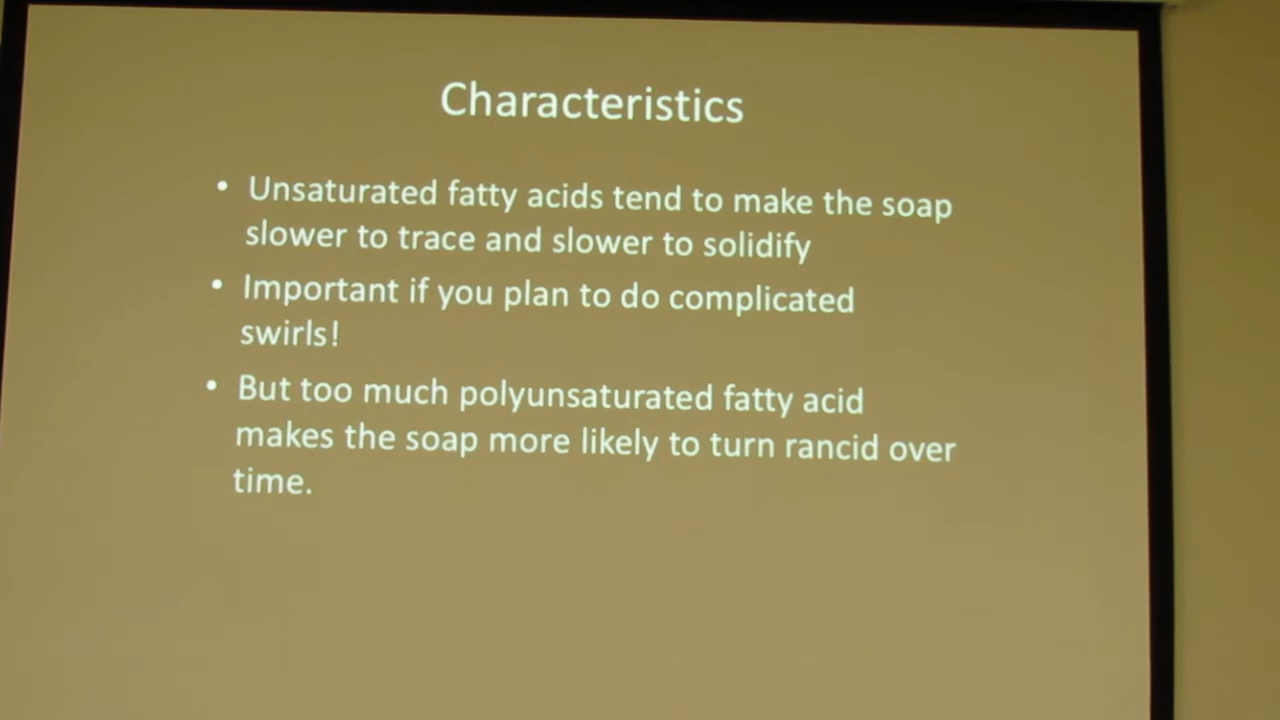 Characteristics
• Unsaturated fatty acids tend to make the soap
slower to trace and slower to solidify
• Important if you plan to do complicated
swirls!
• But too much polyunsaturated fatty acid
makes the soap more likely to turn rancid over
time.